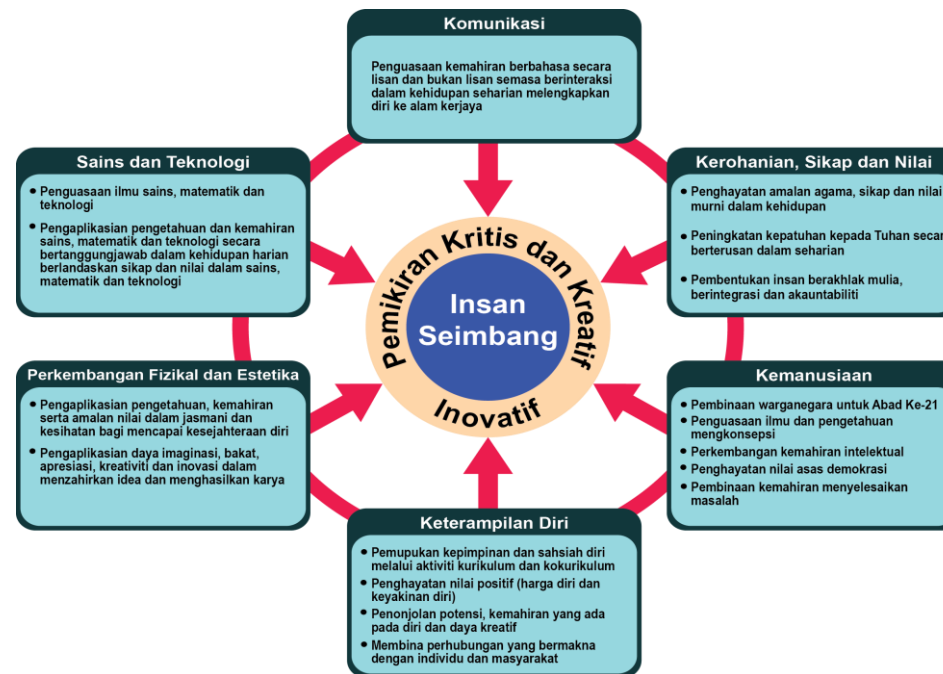 Komunikasi
Penguasaan kemahiran berbahasa secara
lisan dan bukan lisan semasa berinteraksi
dalam kehidupan seharian melengkapkan
diri ke alam kerjaya
Sains dan Teknologi
• Penguasaan ilmu sains, matematik dan
teknologi
• Pengaplikasian pengetahuan dan kemahiran
sains, matematik dan teknologi secara
bertanggungjawab dalam kehidupan harian
berlandaskan sikap dan nilai dalam sains,
matematik dan teknologi
Kerohanian, Sikap dan Nilai
• Penghayatan amalan agama, sikap dan nilai
murni dalam kehidupan
• Peningkatan kepatuhan kepada Tuhan secar
berterusan dalam seharian
• Pembentukan insan berakhlak mulia,
berintegrasi dan akauntabiliti
Pemikiran Kritis dan Kreatif
Insan
Seimbang
Inovatif
Perkembangan Fizikal dan Estetika
• Pengaplikasian pengetahuan, kemahiran
serta amalan nilai dalam jasmani dan
kesihatan bagi mencapai kesejahteraan diri
• Pengaplikasian daya imaginasi, bakat,
apresiasi, kreativiti dan inovasi dalam
menzahirkan idea dan menghasilkan karya
Kemanusiaan
• Pembinaan warganegara untuk Abad Ke-21
• Penguasaan ilmu dan pengetahuan
mengkonsepsi
• Perkembangan kemahiran intelektual
• Penghayatan nilai asas demokrasi
• Pembinaan kemahiran menyelesaikan
masalah
Keterampilan Diri
• Pemupukan kepimpinan dan sahsiah diri
melalui aktiviti kurikulum dan kokurikulum
• Penghayatan nilai positif (harga diri dan
keyakinan diri)
• Penonjolan potensi, kemahiran yang ada
pada diri dan daya kreatif
• Membina perhubungan yang bermakna
dengan individu dan masyarakat